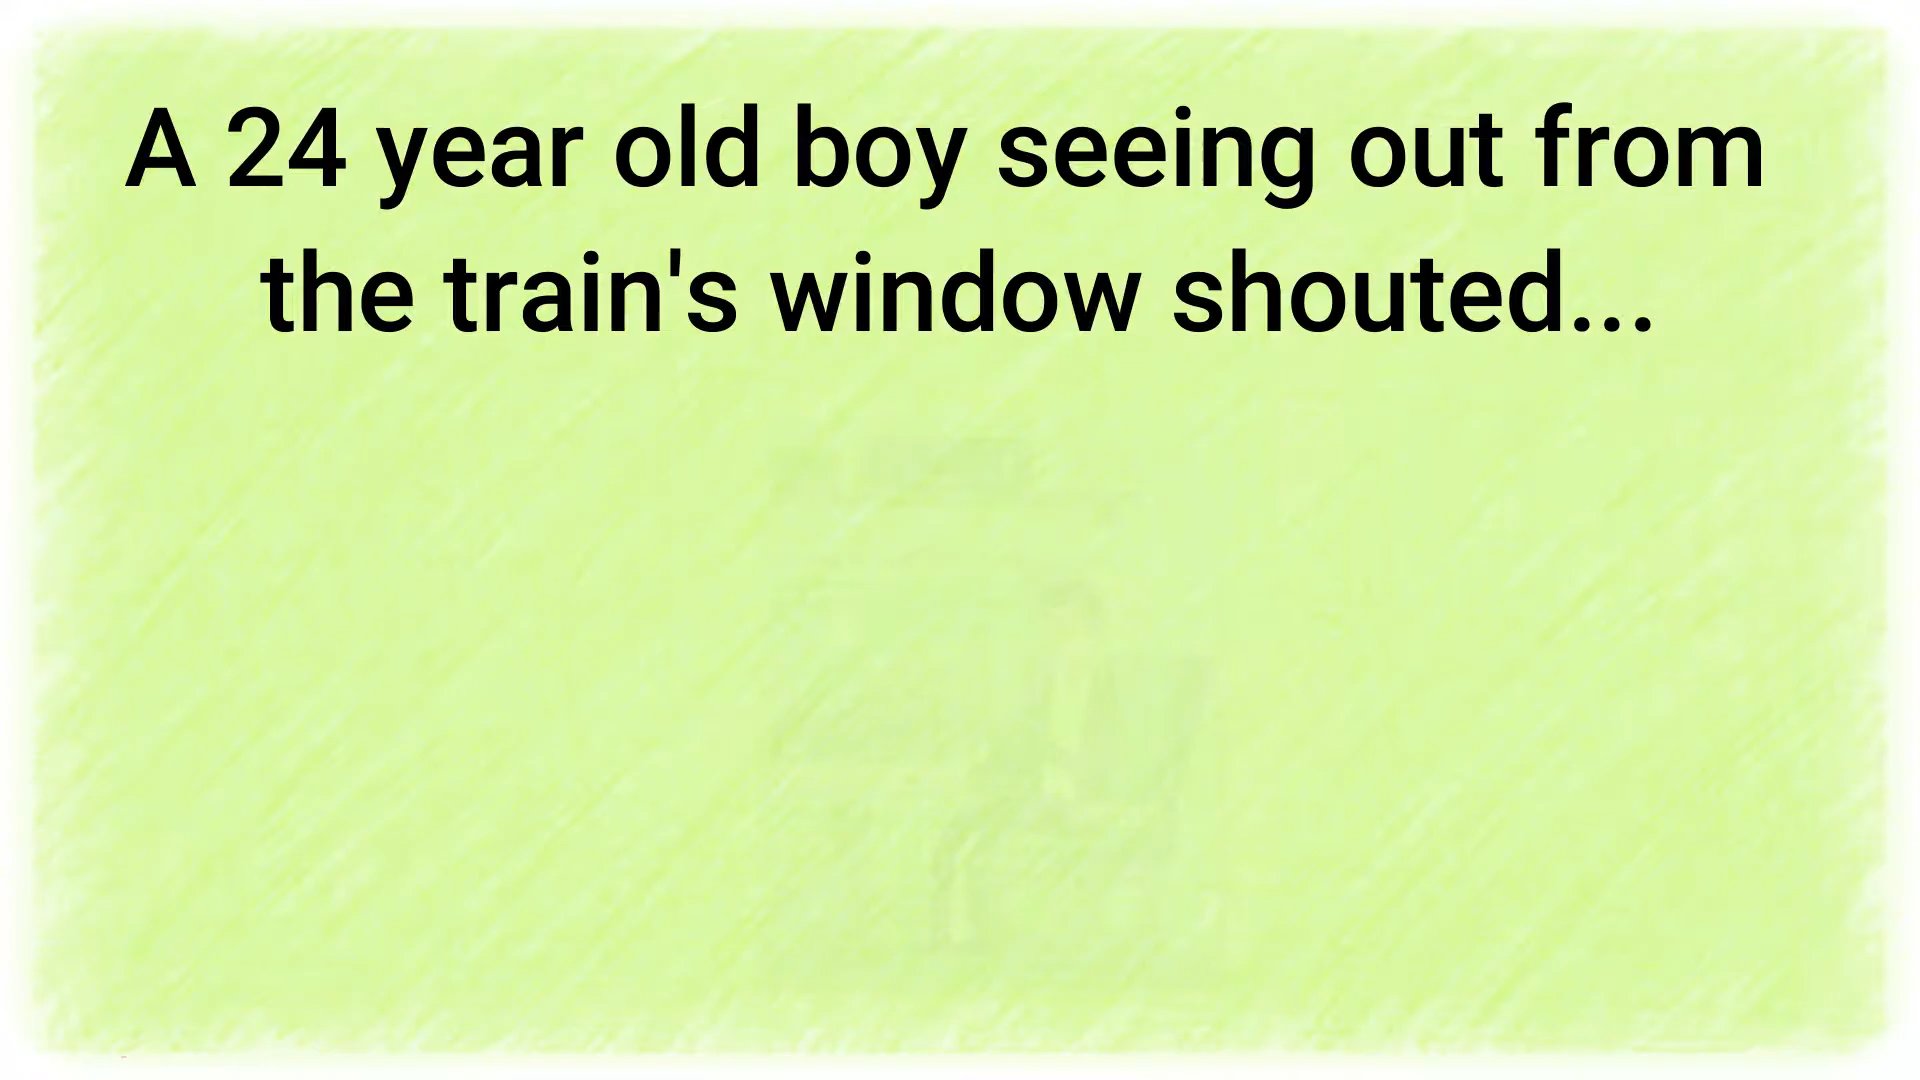 A 24 year old boy seeing out from
the train's window shouted...